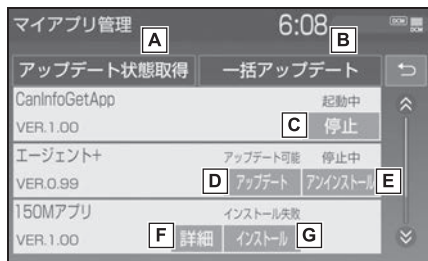 マイアプリ管理 A 6:08 B DCM
アップデート状態取得 一括アップデート
CanInfoGetApp 起動中
VER.1.00 C 停止
エージェント+ アップデート可能 停止中
VER.0.99 D アップデート アンインストール E
150Mアプリ インストール失敗
VER.1.00 F 詳細 インストール G